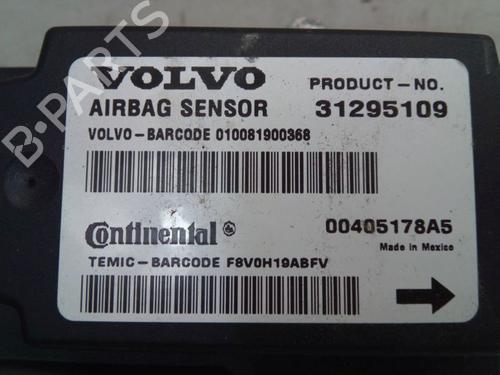 B-PARTS
VOLVO
PRODUCT-NO.
AIRBAG SENSOR 31295109
VOLVO-BARCODE 010081900368
Continental 00405178A5
Made in Mexico
TEMIC-BARCODE F8V0H19ABFV